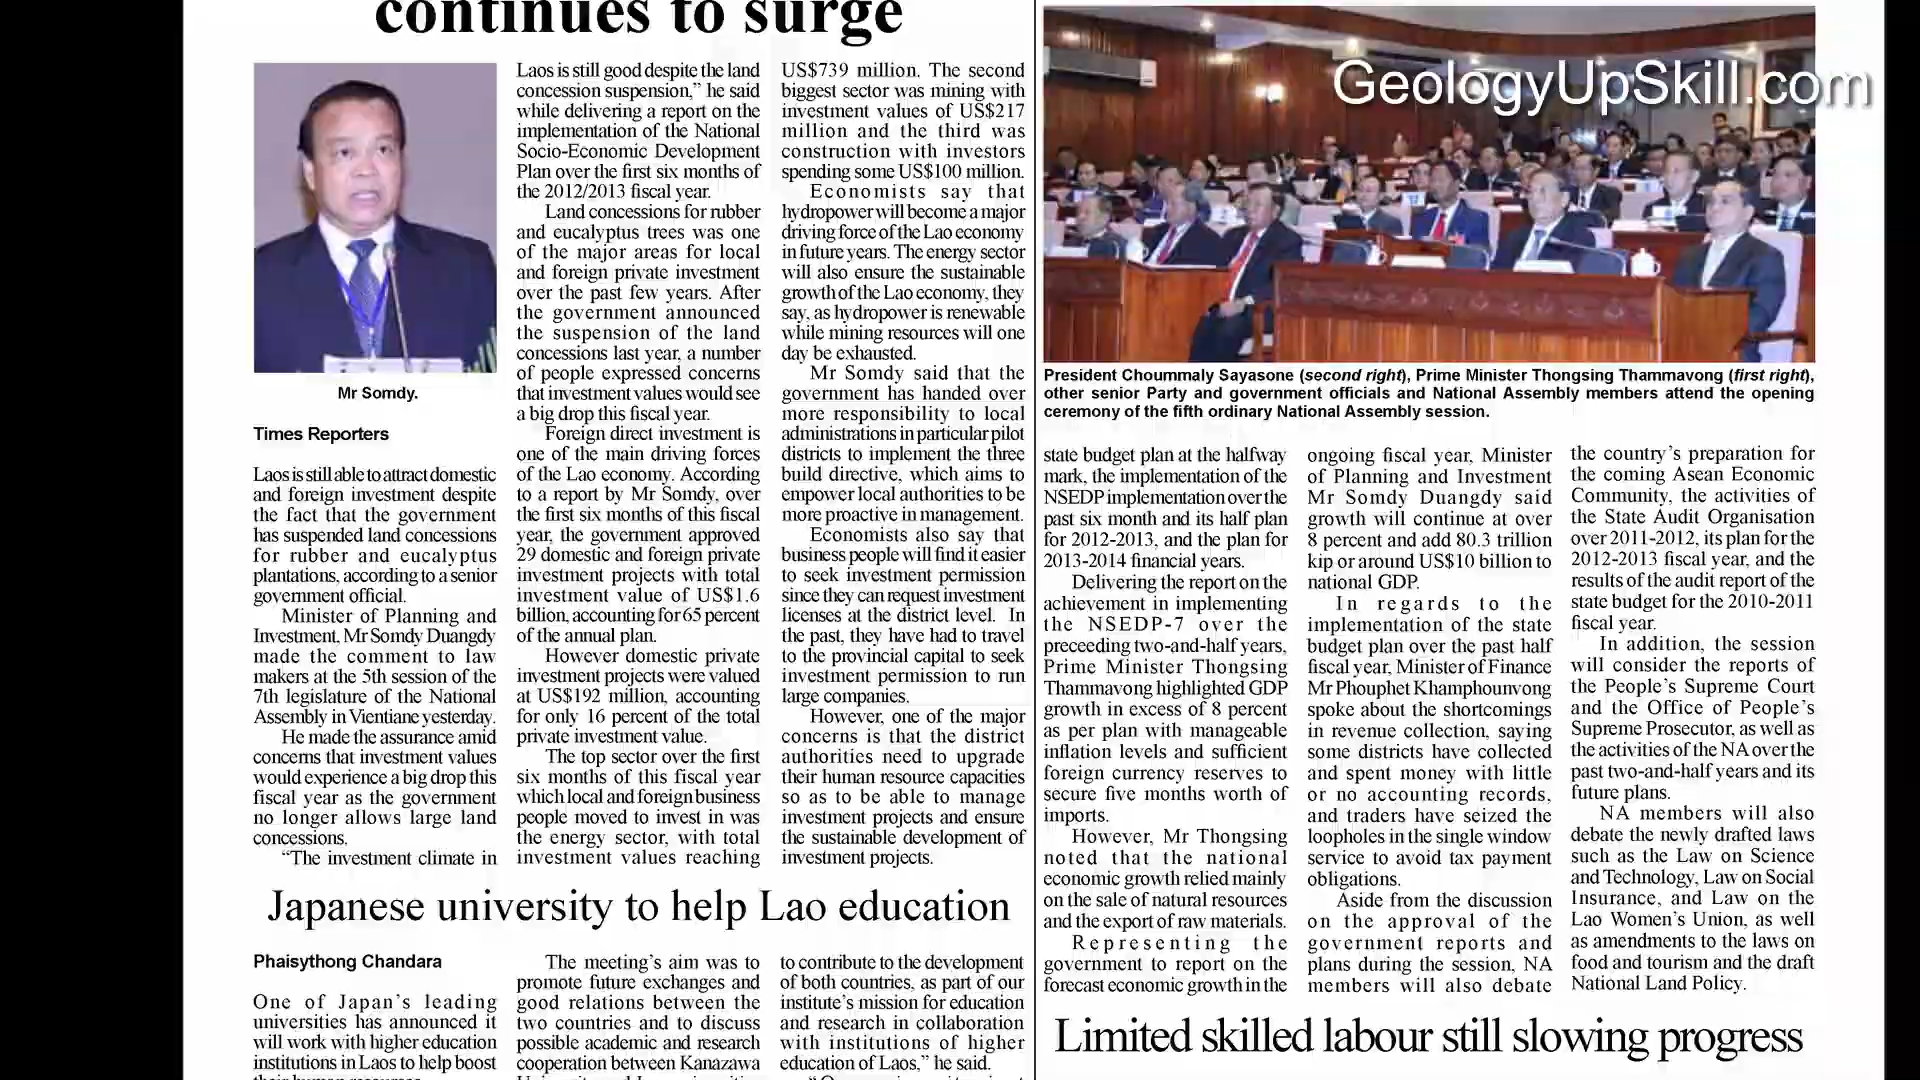 continues to surge
GeologyUpSkill.com
Mr Somdy.
Times Reporters
Laos is still able to attract domestic
and foreign investment despite
the fact that the government
has suspended land concessions
for rubber and eucalyptus
plantations, according to a senior
government official.
Minister of Planning and
Investment, Mr Somdy Duangdy
made the comment to law
makers at the 5th session of the
7th legislature of the National
Assembly in Vientiane yesterday.
He made the assurance amid
concerns that investment values
would experience a big drop this
fiscal year as the government
no longer allows large land
concessions.
“The investment climate in
Laos is still good despite the land
concession suspension,” he said
while delivering a report on the
implementation of the National
Socio-Economic Development
Plan over the first six months of
the 2012/2013 fiscal year.
Land concessions for rubber
and eucalyptus trees was one
of the major areas for local
and foreign private investment
over the past few years. After
the government announced
the suspension of the land
concessions last year, a number
of people expressed concerns
that investment values would see
a big drop this fiscal year.
Foreign direct investment is
one of the main driving forces
of the Lao economy. According
to a report by Mr Somdy, over
the first six months of this fiscal
year, the government approved
29 domestic and foreign private
investment projects with total
investment value of US$1.6
billion, accounting for 65 percent
of the annual plan.
However domestic private
investment projects were valued
at US$192 million, accounting
for only 16 percent of the total
private investment value.
The top sector over the first
six months of this fiscal year
which local and foreign business
people moved to invest in was
the energy sector, with total
investment values reaching
US$739 million. The second
biggest sector was mining with
investment values of US$217
million and the third was
construction with investors
spending some US$100 million.
Economists say that
hydropower will become a major
driving force of the Lao economy
in future years. The energy sector
will also ensure the sustainable
growth of the Lao economy, they
say, as hydropower is renewable
while mining resources will one
day be exhausted.
Mr Somdy said that the
government has handed over
more responsibility to local
administrations in particular pilot
districts to implement the three
build directive, which aims to
empower local authorities to be
more proactive in management.
Economists also say that
business people will find it easier
to seek investment permission
since they can request investment
licenses at the district level. In
the past, they have had to travel
to the provincial capital to seek
investment permission to run
large companies.
However, one of the major
concerns is that the district
authorities need to upgrade
their human resource capacities
so as to be able to manage
investment projects and ensure
the sustainable development of
investment projects.
President Choummaly Sayasone (second right), Prime Minister Thongsing Thammavong (first right),
other senior Party and government officials and National Assembly members attend the opening
ceremony of the fifth ordinary National Assembly session.
state budget plan at the halfway
mark, the implementation of the
NSEDP implementation over the
past six month and its half plan
for 2012-2013, and the plan for
2013-2014 financial years.
Delivering the report on the
achievement in implementing
the NSEDP-7 over the
preceeding two-and-half years,
Prime Minister Thongsing
Thammavong highlighted GDP
growth in excess of 8 percent
as per plan with manageable
inflation levels and sufficient
foreign currency reserves to
secure five months worth of
imports.
However, Mr Thongsing
noted that the national
economic growth relied mainly
on the sale of natural resources
and the export of raw materials.
Representing the
government to report on the
forecast economic growth in the
ongoing fiscal year, Minister
of Planning and Investment
Mr Somdy Duangdy said
growth will continue at over
8 percent and add 80.3 trillion
kip or around US$10 billion to
national GDP.
In regards to the
implementation of the state
budget plan over the past half
fiscal year, Minister of Finance
Mr Phouphet Khamphounvong
spoke about the shortcomings
in revenue collection, saying
some districts have collected
and spent money with little
or no accounting records,
and traders have seized the
loopholes in the single window
service to avoid tax payment
obligations.
Aside from the discussion
on the approval of the
government reports and
plans during the session, NA
members will also debate
the country’s preparation for
the coming Asean Economic
Community, the activities of
the State Audit Organisation
over 2011-2012, its plan for the
2012-2013 fiscal year, and the
results of the audit report of the
state budget for the 2010-2011
fiscal year.
In addition, the session
will consider the reports of
the People’s Supreme Court
and the Office of People’s
Supreme Prosecutor, as well as
the activities of the NA over the
past two-and-half years and its
future plans.
NA members will also
debate the newly drafted laws
such as the Law on Science
and Technology, Law on Social
Insurance, and Law on the
Lao Women’s Union, as well
as amendments to the laws on
food and tourism and the draft
National Land Policy.
Japanese university to help Lao education
Phaisythong Chandara
One of Japan’s leading
universities has announced it
will work with higher education
institutions in Laos to help boost
their human resources.
The meeting’s aim was to
promote future exchanges and
good relations between the
two countries and to discuss
possible academic and research
cooperation between Kanazawa
to contribute to the development
of both countries, as part of our
institute’s mission for education
and research in collaboration
with institutions of higher
education of Laos,” he said.
Limited skilled labour still slowing progress